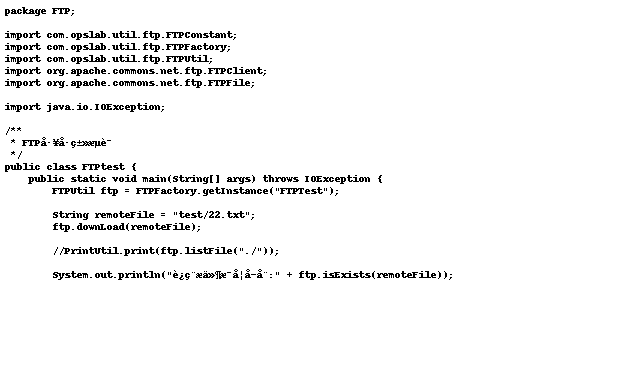 package FTP;
import com.opslab.util.ftp.FTPConstant;
import com.opslab.util.ftp.FTPFactory;
import com.opslab.util.ftp.FTPUtil;
import org.apache.commons.net.ftp.FTPClient;
import org.apache.commons.net.ftp.FTPFile;
import java.io.IOException;
/**
* FTPå·¥å·ç±»æµè¯
*/
public class FTPtest {
public static void main(String[] args) throws IOException {
FTPUtil ftp = FTPFactory.getInstance("FTPTest");
String remoteFile = "test/22.txt";
ftp.downLoad(remoteFile);
//PrintUtil.print(ftp.listFile("./"));
System.out.println("è¿ç¨æä»¶æ¯å¦å­å¨:" + ftp.isExists(remoteFile));